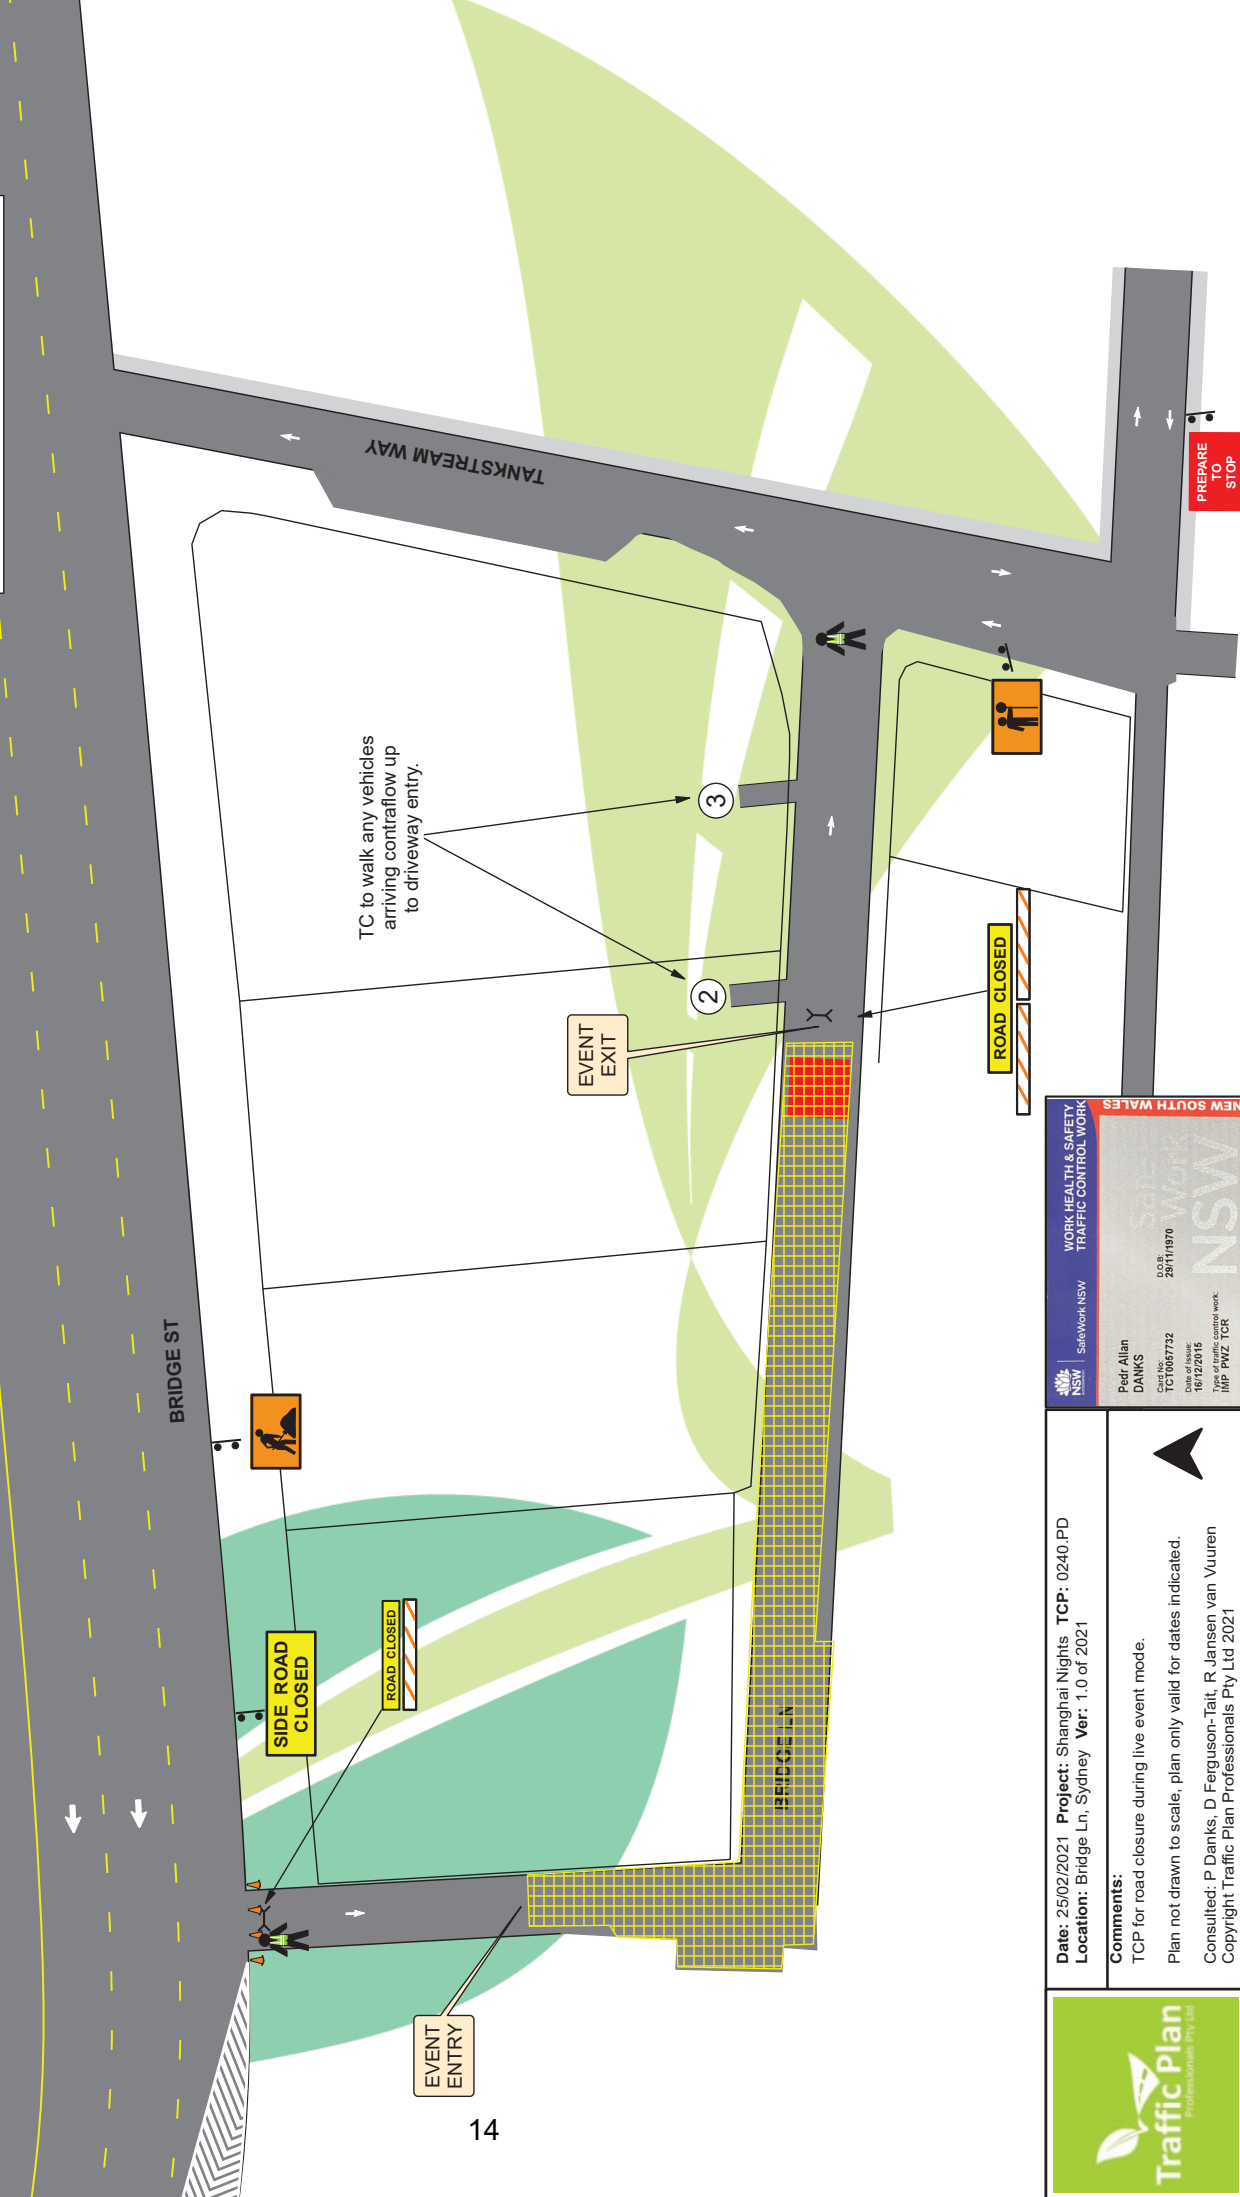 BRIDGE ST
TANKSTREAM WAY
TC to walk any vehicles
arriving contraflow up
to driveway entry.
3
2
EVENT
EXIT
ROAD CLOSED
PREPARE
TO
STOP
SIDE ROAD
CLOSED
ROAD CLOSED
BRIDGE LN
EVENT
ENTRY
14
Traffic Plan
Professionals Pty Ltd
Date: 25/02/2021 Project: Shanghai Nights TCP: 0240.PD
Location: Bridge Ln, Sydney Ver: 1.0 of 2021
Comments:
TCP for road closure during live event mode.
Plan not drawn to scale, plan only valid for dates indicated.
Consulted: P Danks, D Ferguson-Tait, R Jansen van Vuuren
Copyright Traffic Plan Professionals Pty Ltd 2021
NSW
SafeWork NSW
WORK HEALTH & SAFETY
TRAFFIC CONTROL WORK
NEW SOUTH WALES
Pedr Allan
DANKS
Card No:
TCT0057732
D.O.B:
29/11/1970
Date of Issue:
16/12/2015
Type of traffic control work:
IMP PWZ TCR
Safe
Work
NSW